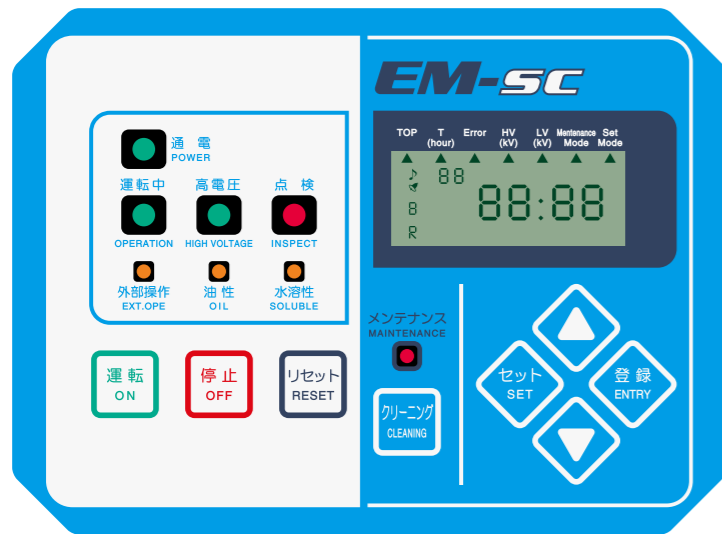 EM-SC
TOP T (hour) Error HV (kV) LV (kV) Mentenance Mode Set Mode
88
88:88
8
R
通電
POWER
運転中 高電圧 点検
OPERATION HIGH VOLTAGE INSPECT
外部操作 油性 水溶性
EXT.OPE OIL SOLUBLE
運転 停止 リセット
ON OFF RESET
メンテナンス
MAINTENANCE
クリーニング
CLEANING
セット 登録
SET ENTRY